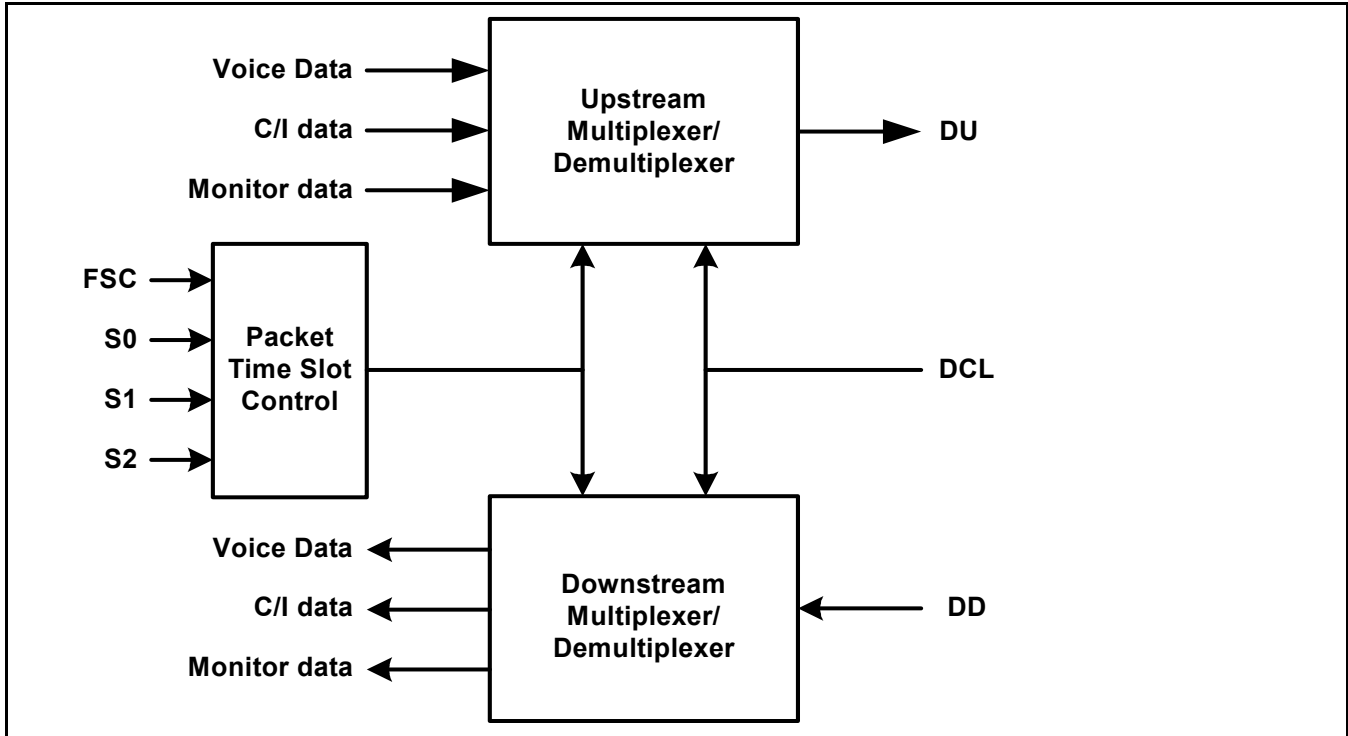 Voice Data
C/I data
Monitor data
Upstream
Multiplexer/
Demultiplexer
DU
FSC
S0
S1
S2
Packet
Time Slot
Control
DCL
Voice Data
C/I data
Monitor data
Downstream
Multiplexer/
Demultiplexer
DD